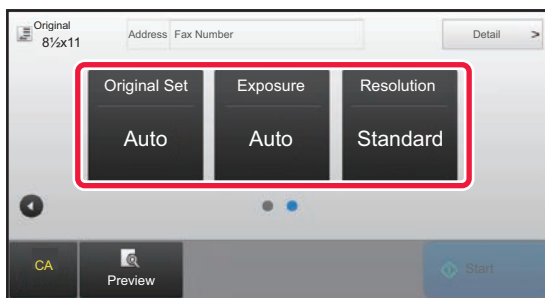 Original
8½x11
Address Fax Number
Detail >
Original Set Exposure Resolution
Auto Auto Standard
CA
Preview
Start